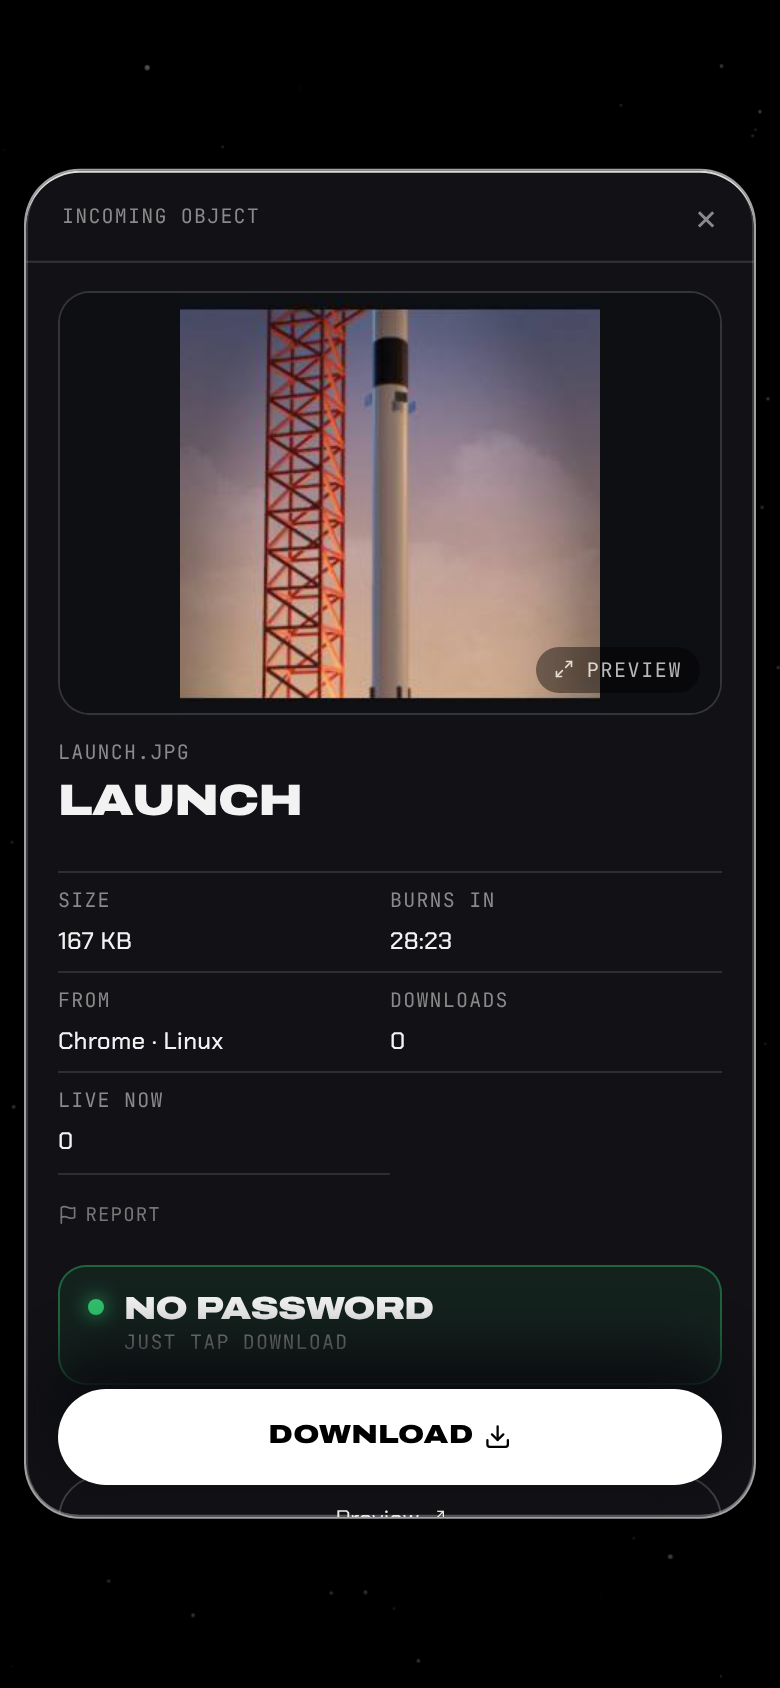 INCOMING OBJECT
PREVIEW
LAUNCH.JPG
LAUNCH
SIZE
167 KB
BURNS IN
28:23
FROM
Chrome · Linux
DOWNLOADS
0
LIVE NOW
0
REPORT
NO PASSWORD
JUST TAP DOWNLOAD
DOWNLOAD
Preview